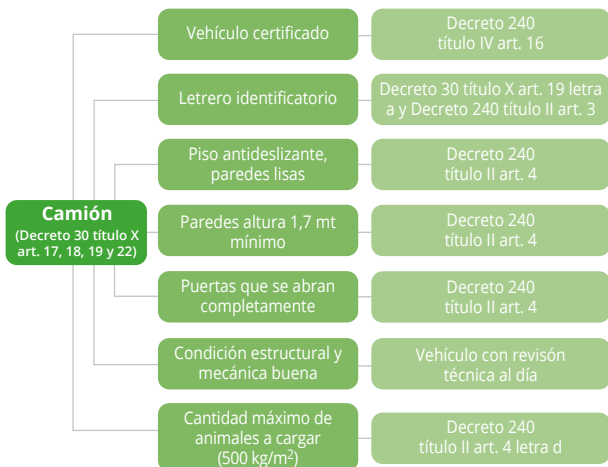 Vehículo certificado
Decreto 240
título IV art. 16
Letrero identificatorio
Decreto 30 título X art. 19 letra
a y Decreto 240 título II art. 3
Piso antideslizante,
paredes lisas
Decreto 240
título II art. 4
Camión
(Decreto 30 título X
art. 17, 18, 19 y 22)
Paredes altura 1,7 mt
mínimo
Decreto 240
título II art. 4
Puertas que se abran
completamente
Decreto 240
título II art. 4
Condición estructural y
mecánica buena
Vehículo con revisón
técnica al día
Cantidad máximo de
animales a cargar
(500 kg/m²)
Decreto 240
título II art. 4 letra d